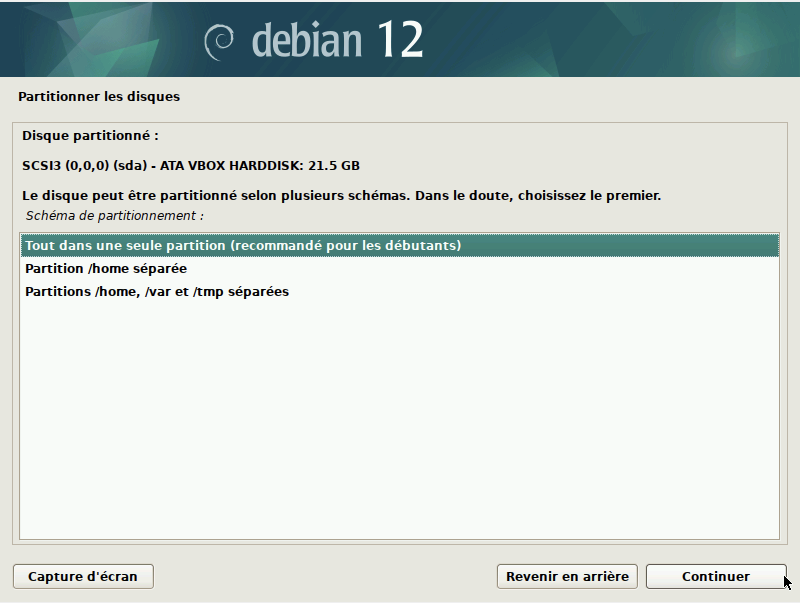 debian 12
Partitionner les disques
Disque partitionné :
SCSI3 (0,0,0) (sda) - ATA VBOX HARDDISK: 21.5 GB
Le disque peut être partitionné selon plusieurs schémas. Dans le doute, choisissez le premier.
Schéma de partitionnement :
Tout dans une seule partition (recommandé pour les débutants)
Partition /home séparée
Partitions /home, /var et /tmp séparées
Capture d'écran
Revenir en arrière
Continuer